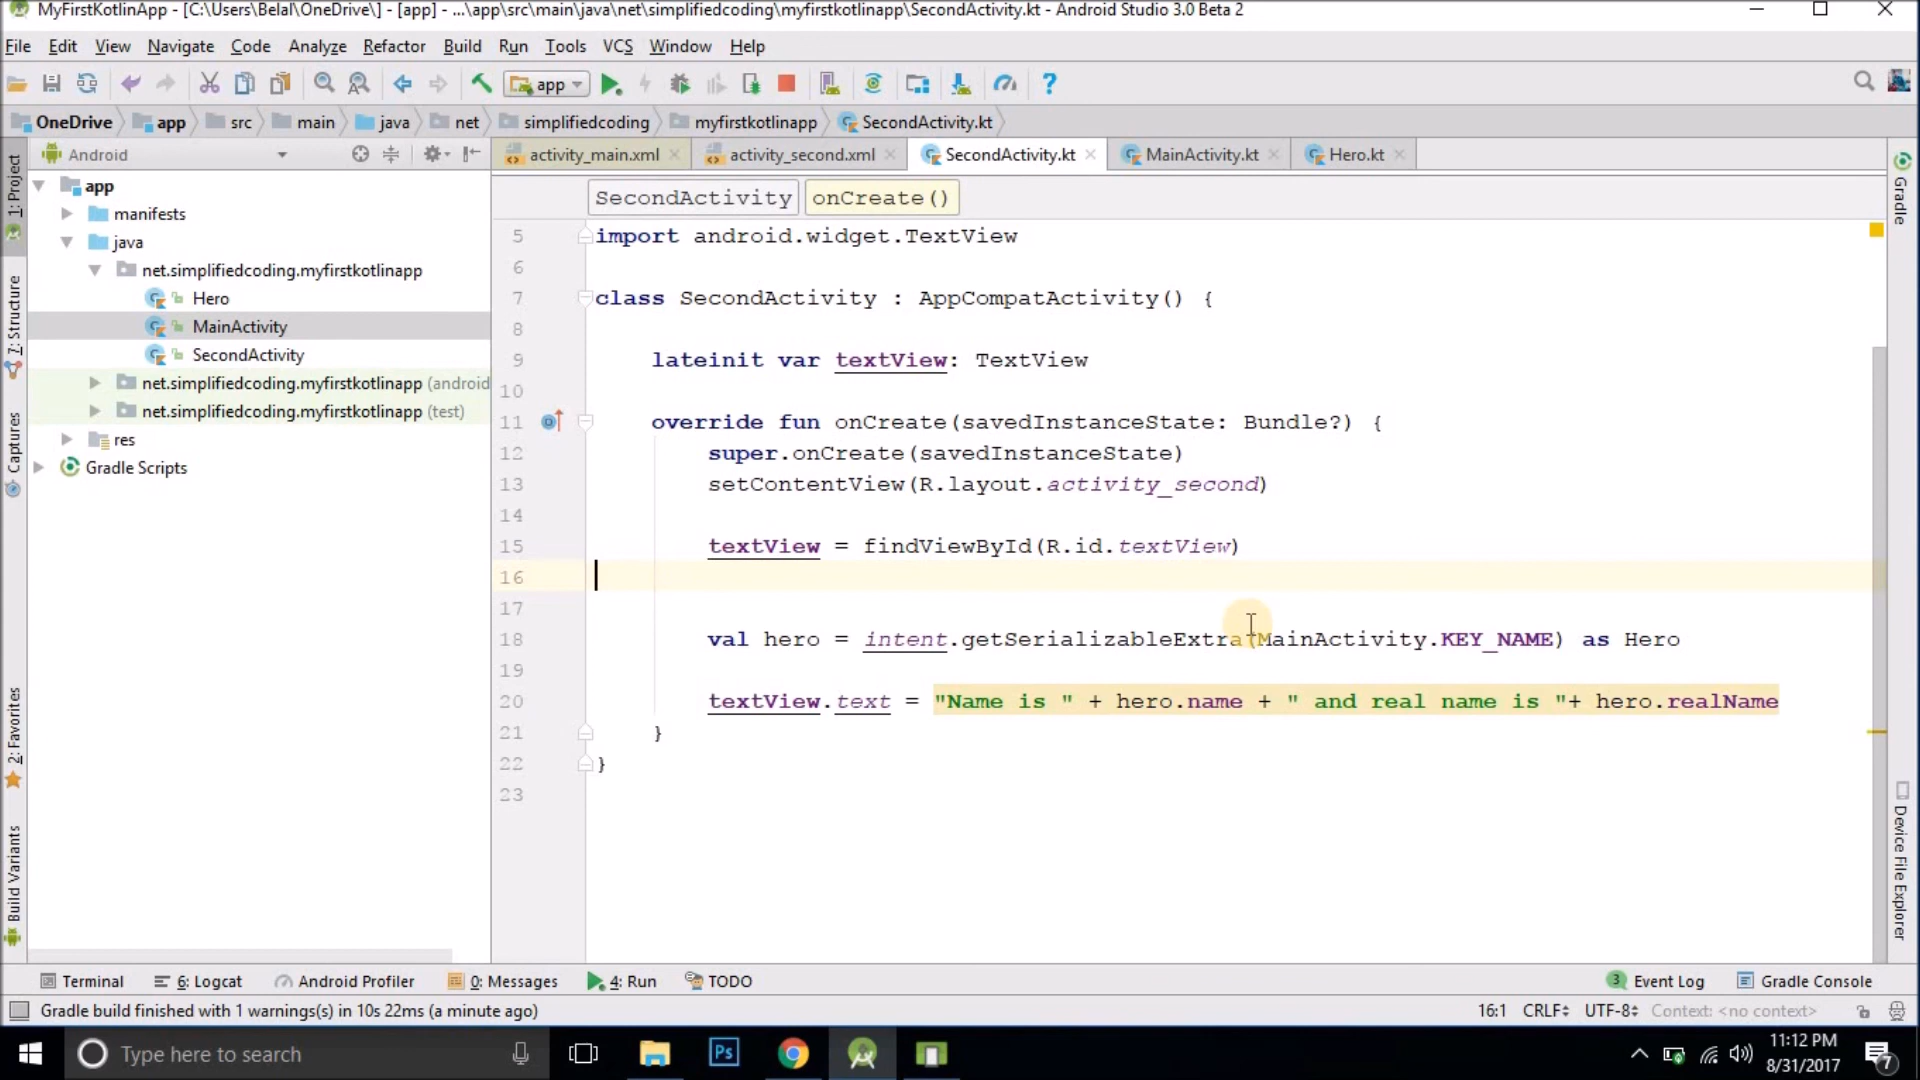 MyFirstKotlinApp - [C:\Users\Belal\OneDrive\] - [app] - ...\app\src\main\java\net\simplifiedcoding\myfirstkotlinapp\SecondActivity.kt - Android Studio 3.0 Beta 2
File Edit View Navigate Code Analyze Refactor Build Run Tools VCS Window Help
app
OneDrive app src main java net simplifiedcoding myfirstkotlinapp SecondActivity.kt
Android
activity_main.xml activity_second.xml SecondActivity.kt MainActivity.kt Hero.kt
SecondActivity onCreate()
1: Project
7: Structure
Captures
2: Favorites
Build Variants
app
manifests
java
net.simplifiedcoding.myfirstkotlinapp
Hero
MainActivity
SecondActivity
net.simplifiedcoding.myfirstkotlinapp (android
net.simplifiedcoding.myfirstkotlinapp (test)
res
Gradle Scripts
5 import android.widget.TextView
6
7 class SecondActivity : AppCompatActivity() {
8
9 lateinit var textView: TextView
10
11 override fun onCreate(savedInstanceState: Bundle?) {
12 super.onCreate(savedInstanceState)
13 setContentView(R.layout.activity_second)
14
15 textView = findViewById(R.id.textView)
16
17
18 val hero = intent.getSerializableExtra(MainActivity.KEY_NAME) as Hero
19
20 textView.text = "Name is " + hero.name + " and real name is "+ hero.realName
21 }
22 }
23
Gradle
Device File Explorer
Terminal 6: Logcat Android Profiler 0: Messages 4: Run TODO 3 Event Log Gradle Console
Gradle build finished with 1 warnings(s) in 10s 22ms (a minute ago) 16:1 CRLF UTF-8 Context: <no context>
Type here to search Ps 11:12 PM
8/31/2017 7